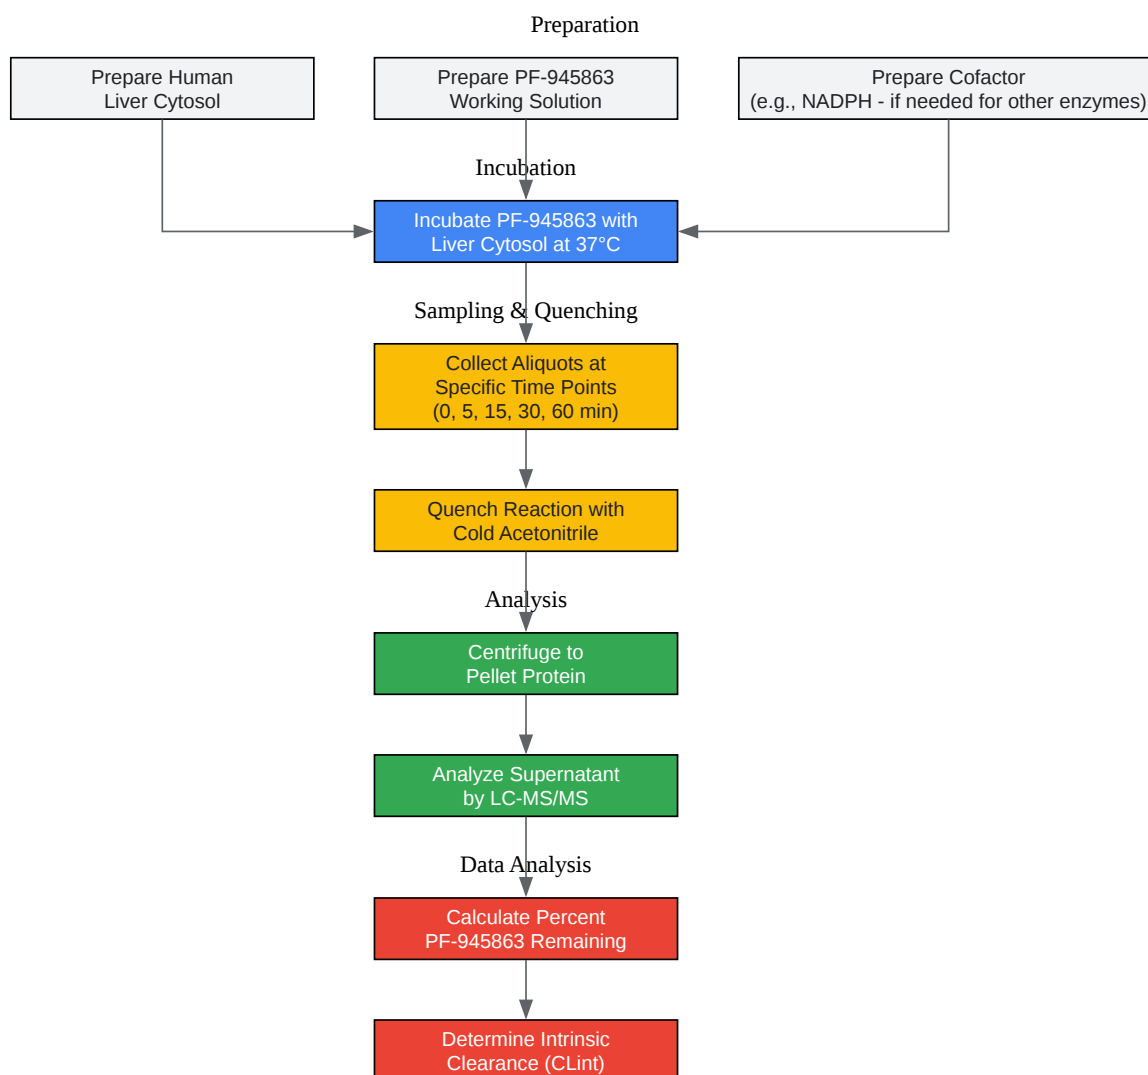 Preparation
Prepare Human
Liver Cytosol
Prepare PF-945863
Working Solution
Prepare Cofactor
(e.g., NADPH - if needed for other enzymes)
Incubation
Incubate PF-945863 with
Liver Cytosol at 37°C
Sampling & Quenching
Collect Aliquots at
Specific Time Points
(0, 5, 15, 30, 60 min)
Quench Reaction with
Cold Acetonitrile
Analysis
Centrifuge to
Pellet Protein
Analyze Supernatant
by LC-MS/MS
Data Analysis
Calculate Percent
PF-945863 Remaining
Determine Intrinsic
Clearance (CLint)